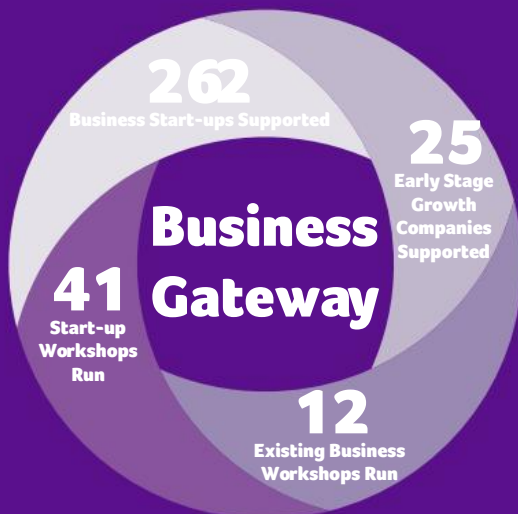 262
Business Start-ups Supported
25
Early Stage
Growth
Companies
Supported
Business
Gateway
41
Start-up
Workshops
Run
12
Existing Business
Workshops Run